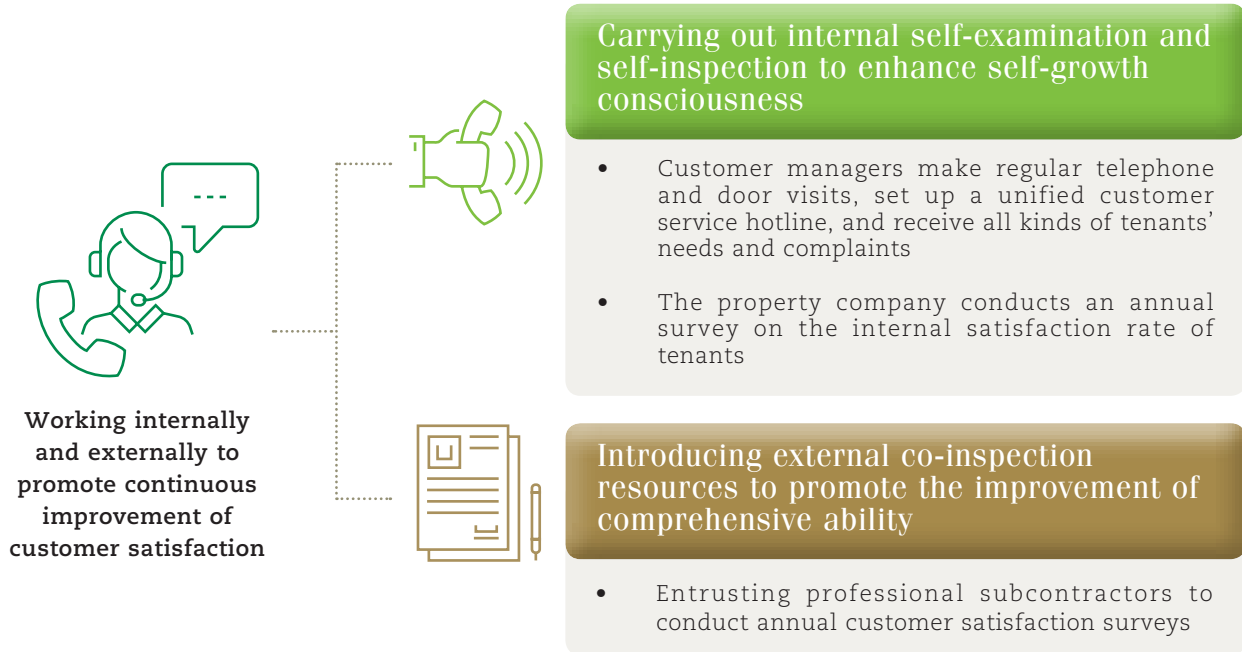 Working internally
and externally to
promote continuous
improvement of
customer satisfaction
Carrying out internal self-examination and
self-inspection to enhance self-growth
consciousness
• Customer managers make regular telephone
and door visits, set up a unified customer
service hotline, and receive all kinds of tenants’
needs and complaints
• The property company conducts an annual
survey on the internal satisfaction rate of
tenants
Introducing external co-inspection
resources to promote the improvement of
comprehensive ability
• Entrusting professional subcontractors to
conduct annual customer satisfaction surveys